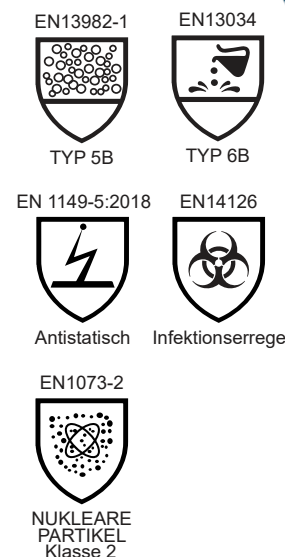 EN13982-1
EN13034
TYP 5B
TYP 6B
EN 1149-5:2018
EN14126
Antistatisch
Infektionserrege
EN1073-2
NUKLEARE
PARTIKEL
Klasse 2